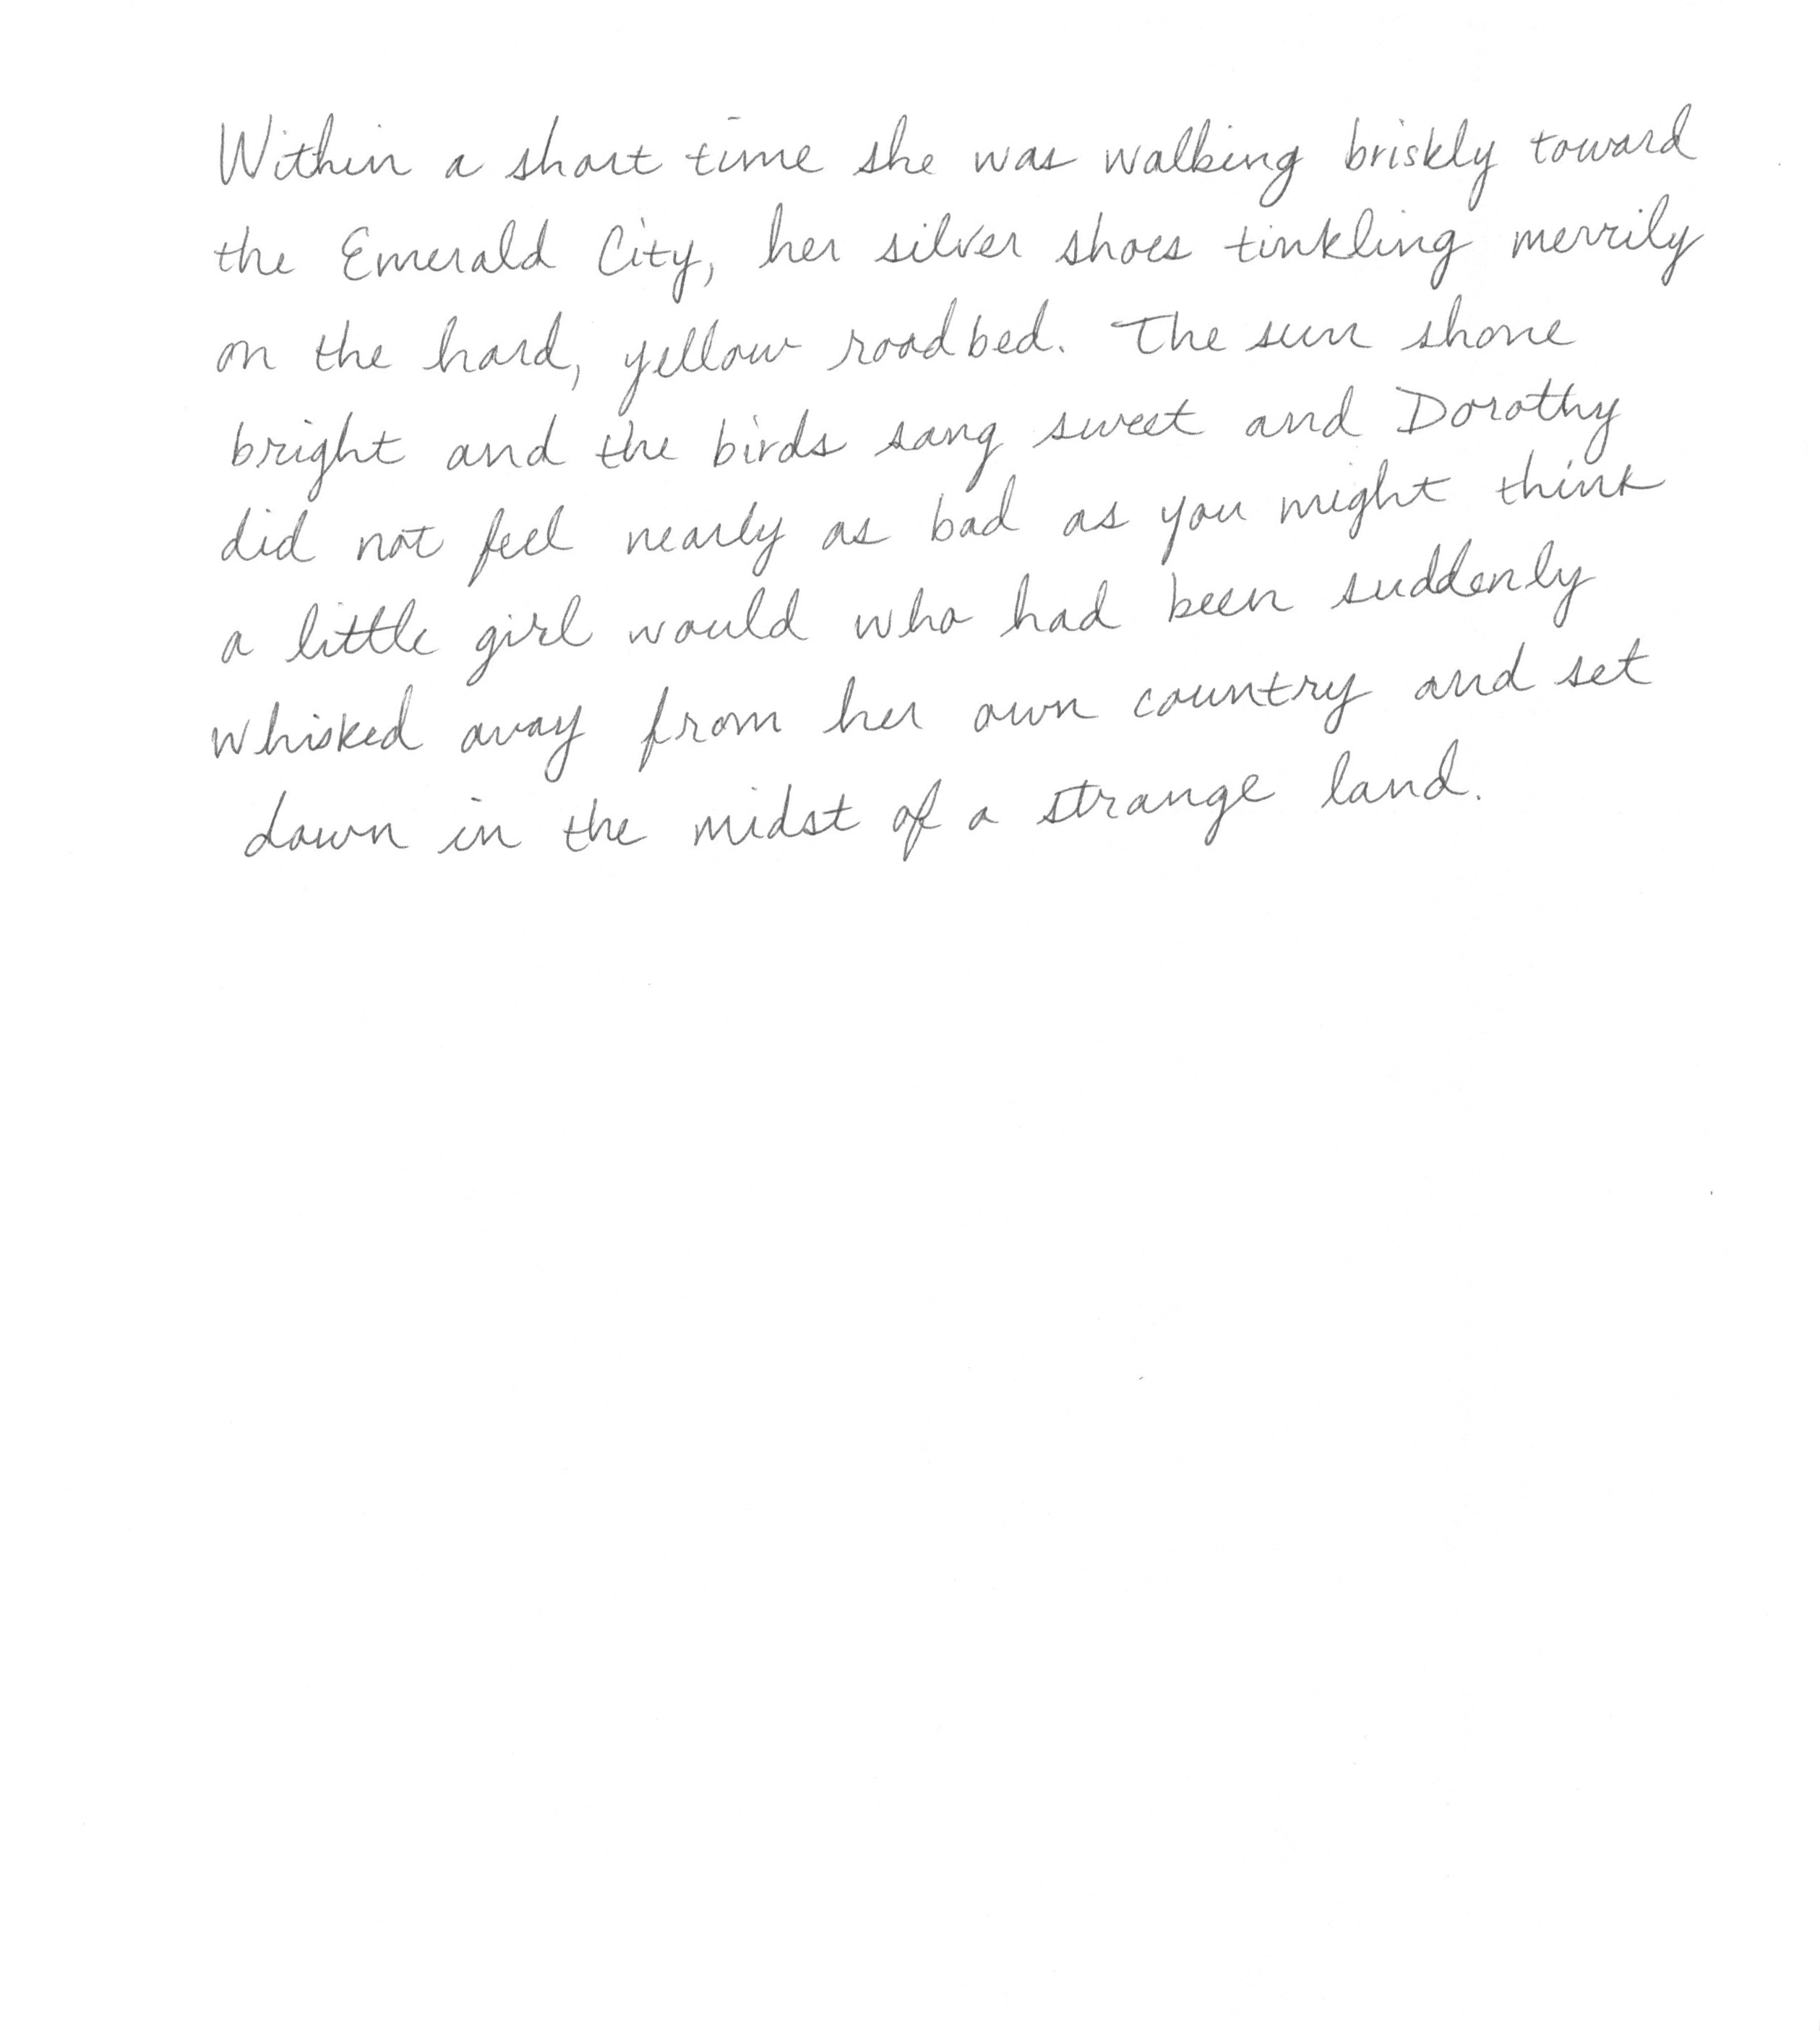 Within a short time she was walking briskly toward
the Emerald City, her silver shoes tinkling merrily
on the hard, yellow roadbed. The sun shone
bright and the birds sang sweet and Dorothy
did not feel nearly as bad as you might think
a little girl would who had been suddenly
whisked away from her own country and set
down in the midst of a strange land.